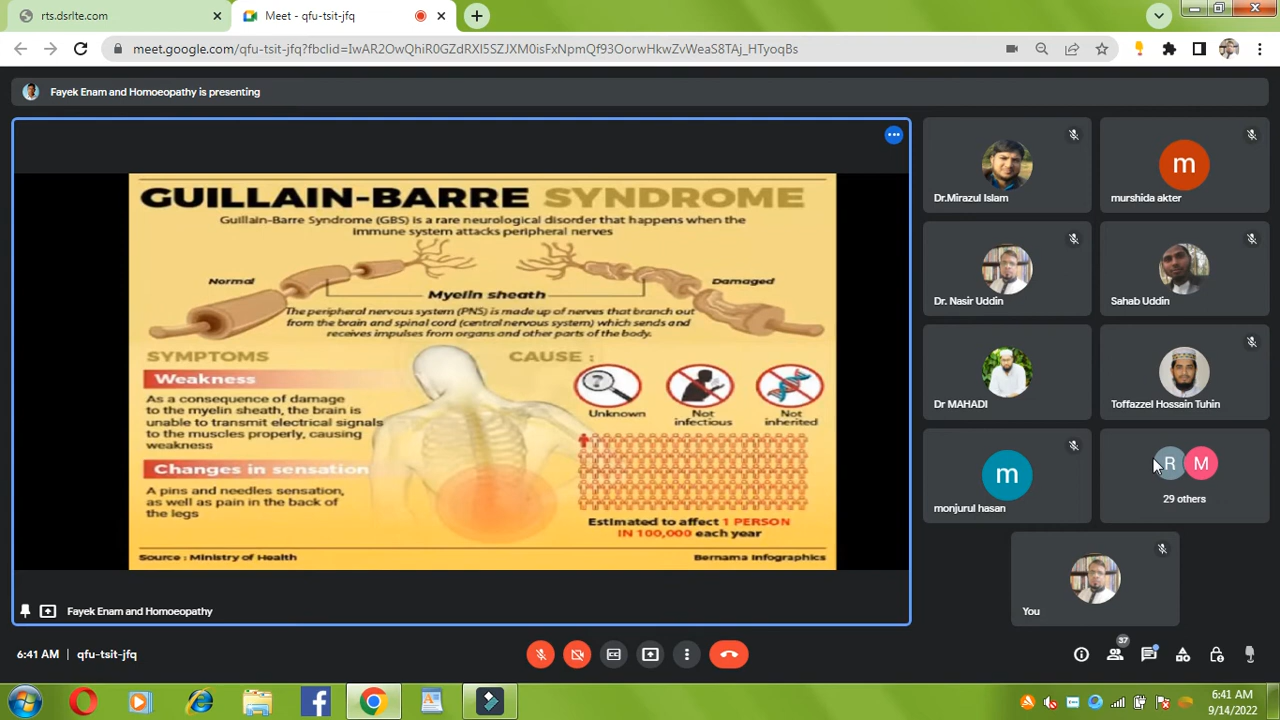 rts.dsrlte.com
Meet - qfu-tsit-jfq
meet.google.com/qfu-tsit-jfq?fbclid=IwAR2OwQhiR0GZdRXI5SZJXM0isFxNpmQf93OorwHkwZvWeaS8TAj_HTyoqBs
Fayek Enam and Homoeopathy is presenting
GUILLAIN-BARRE SYNDROME
Guillain-Barre Syndrome (GBS) is a rare neurological disorder that happens when the
immune system attacks peripheral nerves
Normal
Damaged
Myelin sheath
The peripheral nervous system (PNS) is made up of nerves that branch out
from the brain and spinal cord (central nervous system) which sends and
receives impulses from organs and other parts of the body.
SYMPTOMS
Weakness
As a consequence of damage
to the myelin sheath, the brain is
unable to transmit electrical signals
to the muscles properly, causing
weakness
Changes in sensation
A pins and needles sensation,
as well as pain in the back of
the legs
CAUSE :
?
Unknown
Not
infectious
Not
inherited
Estimated to affect 1 PERSON
IN 100,000 each year
Source : Ministry of Health
Bernama Infographics
Fayek Enam and Homoeopathy
Dr.Mirazul Islam
m
murshida akter
Dr. Nasir Uddin
Sahab Uddin
Dr MAHADI
Toffazzel Hossain Tuhin
m
monjurul hasan
R
M
29 others
You
6:41 AM | qfu-tsit-jfq
37
6:41 AM
9/14/2022